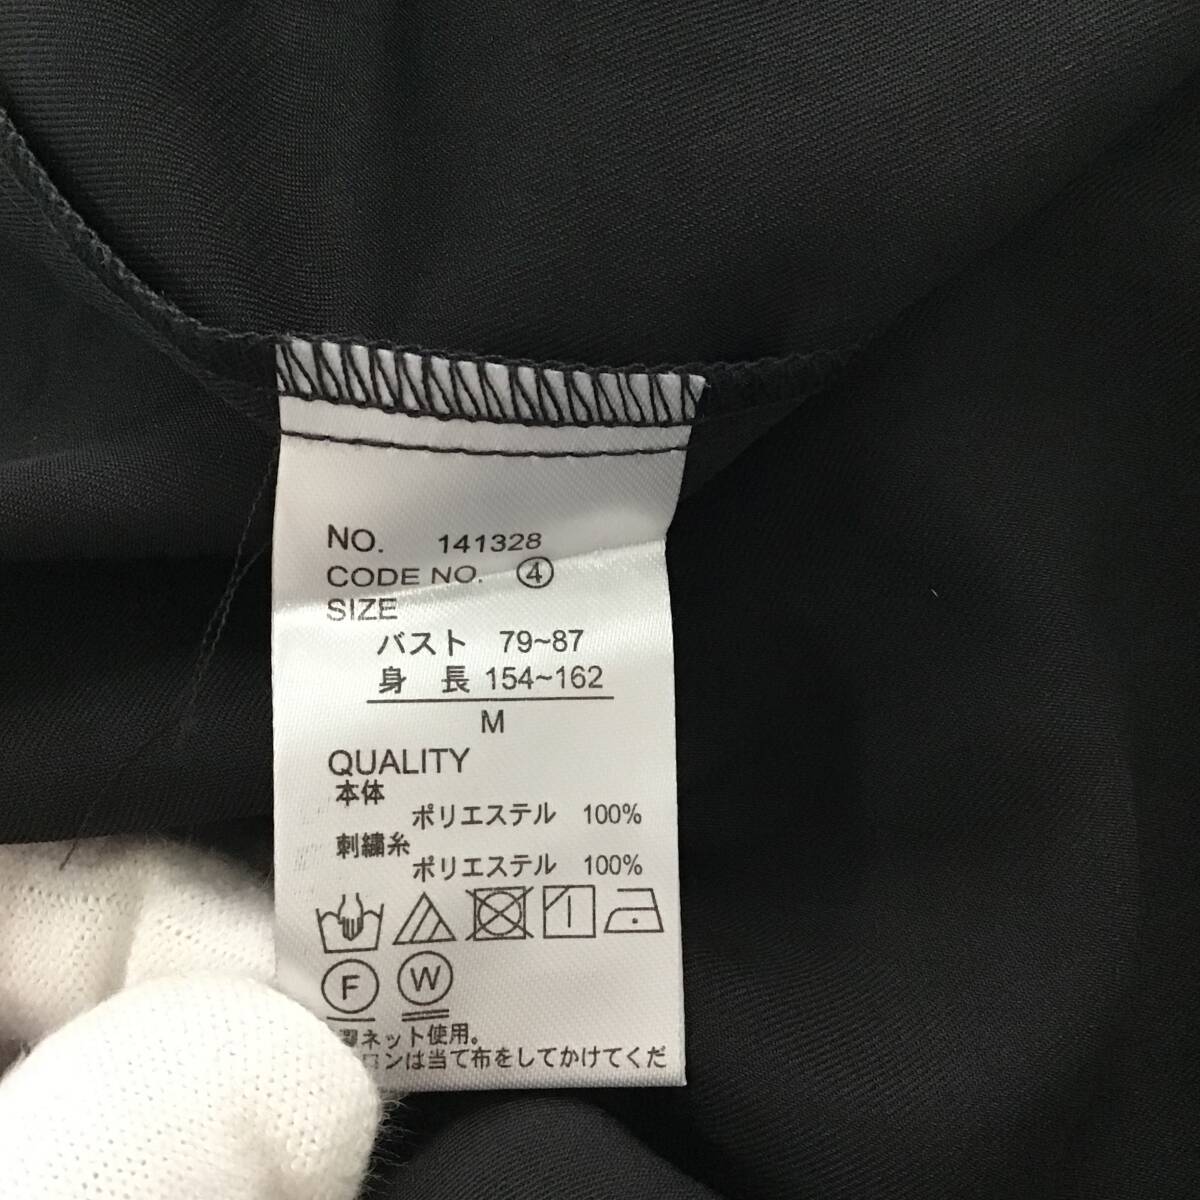 NO. 141328
CODE NO. ④
SIZE
バスト 79~87
身 長 154~162
M
QUALITY
本体
ポリエステル 100%
刺繍糸
ポリエステル 100%
F W
ネット使用。
ロンは当て布をしてかけてくだ